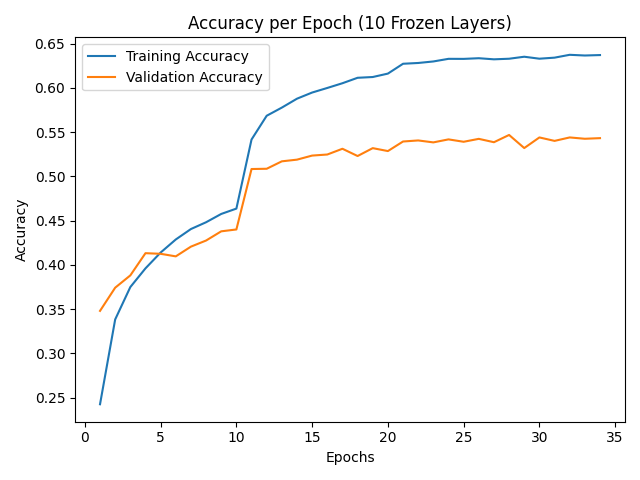 Accuracy per Epoch (10 Frozen Layers)
Training Accuracy
Validation Accuracy
Accuracy
0.65
0.60
0.55
0.50
0.45
0.40
0.35
0.30
0.25
0 5 10 15 20 25 30 35
Epochs